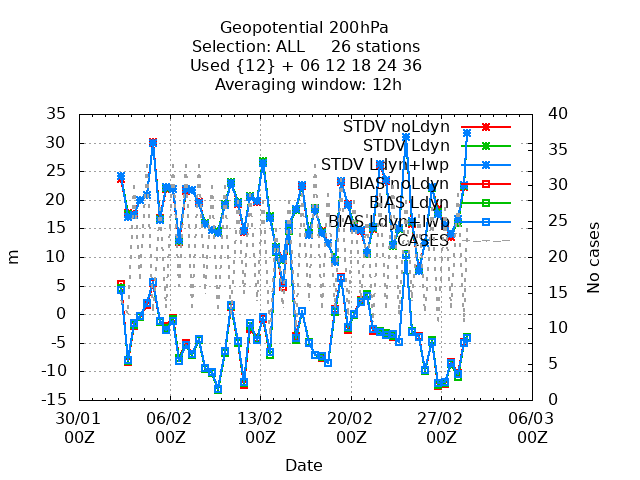 Geopotential 200hPa
Selection: ALL     26 stations
Used {12} + 06 12 18 24 36
Averaging window: 12h
35
30
25
20
15
10
5
0
-5
-10
-15
m
40
35
30
25
20
15
10
5
0
No cases
STDV noLdyn
STDV Ldyn
STDV Ldyn+lwp
BIAS noLdyn
BIAS Ldyn
BIAS Ldyn+lwp
CASES
30/01 06/02 13/02 20/02 27/02 06/03
00Z 00Z 00Z 00Z 00Z 00Z
Date